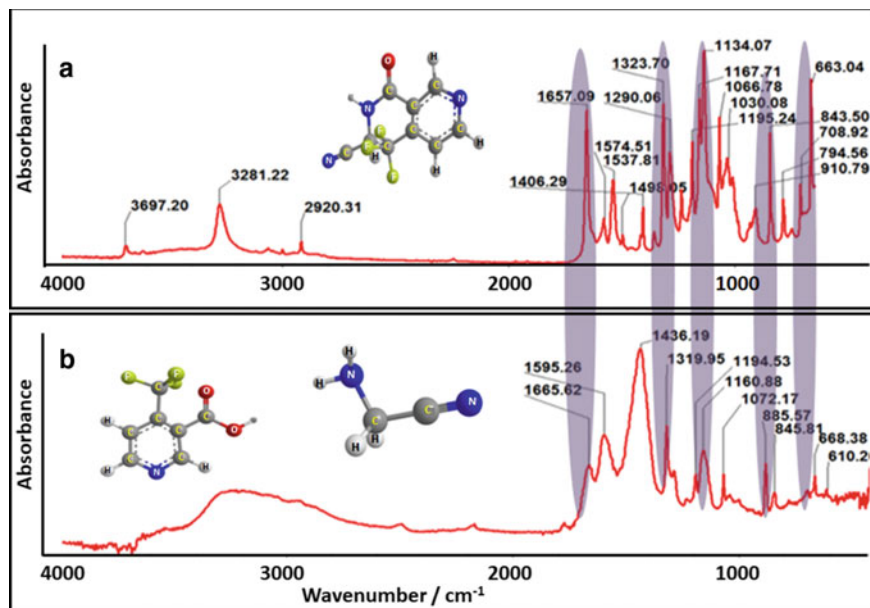 a
Absorbance
3697.20
3281.22
2920.31
1657.09
1574.51
1537.81
1406.29
1498.05
1323.70
1290.06
1134.07
1167.71
1066.78
1030.08
1195.24
663.04
843.50
708.92
794.56
910.79
O
H
N
C
C
C
N
H
C
C
C
N
C
F
F
C
C
H
F
H
4000
3000
2000
1000
b
Absorbance
F
F
C
O
H
C
C
C
O
H
C
C
H
N
H
H
N
H
C
C
N
H
H
1595.26
1665.62
1436.19
1319.95
1194.53
1160.88
1072.17
885.57
845.81
668.38
4000
3000
2000
1000
Wavenumber / cm-1